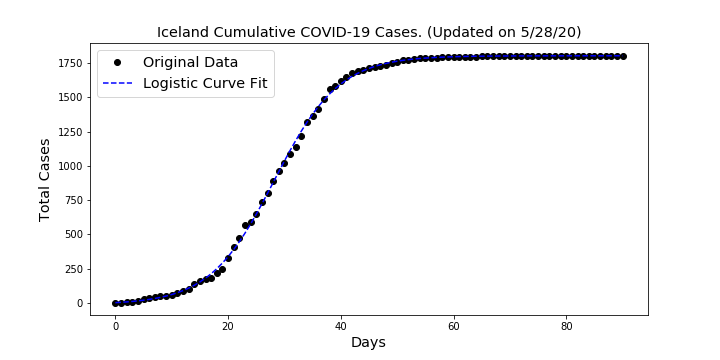 Iceland Cumulative COVID-19 Cases. (Updated on 5/28/20)
Original Data
Logistic Curve Fit
Total Cases
1750
1500
1250
1000
750
500
250
0
0 20 40 60 80
Days